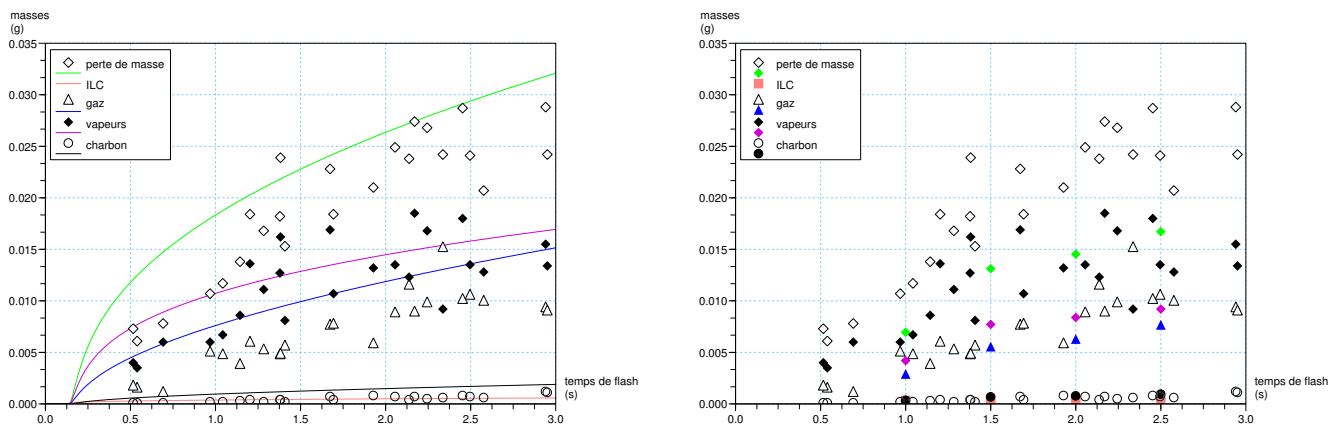 masses
(g)
0.035
0.030
0.025
0.020
0.015
0.010
0.005
0.000
perte de masse
ILC
gaz
vapeurs
charbon
temps de flash
(s)
0.0 0.5 1.0 1.5 2.0 2.5 3.0
masses
(g)
0.035
0.030
0.025
0.020
0.015
0.010
0.005
0.000
perte de masse
ILC
gaz
vapeurs
charbon
temps de flash
(s)
0.0 0.5 1.0 1.5 2.0 2.5 3.0